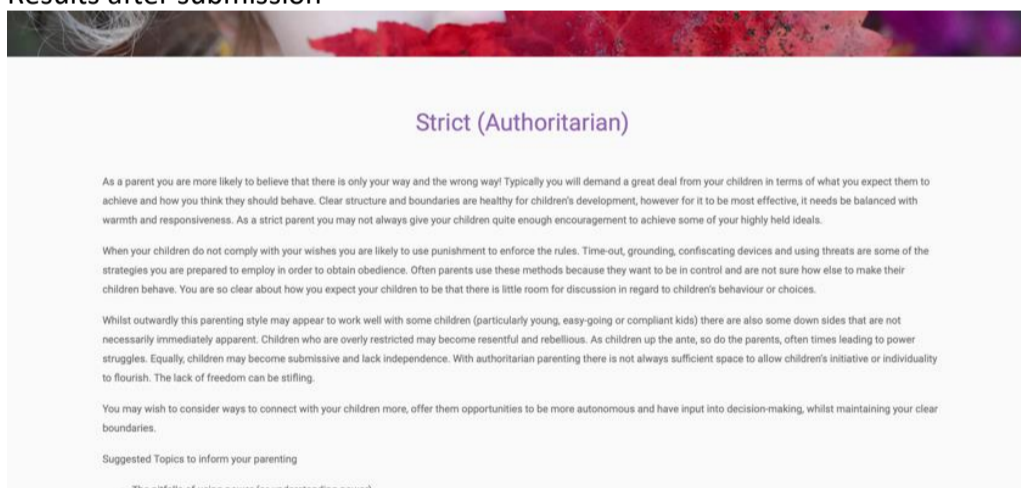 Results after submission
Strict (Authoritarian)
As a parent you are more likely to believe that there is only your way and the wrong way! Typically you will demand a great deal from your children in terms of what you expect them to
achieve and how you think they should behave. Clear structure and boundaries are healthy for children's development, however for it to be most effective, it needs be balanced with
warmth and responsiveness. As a strict parent you may not always give your children quite enough encouragement to achieve some of your highly held ideals.
When your children do not comply with your wishes you are likely to use punishment to enforce the rules. Time-out, grounding, confiscating devices and using threats are some of the
strategies you are prepared to employ in order to obtain obedience. Often parents use these methods because they want to be in control and are not sure how else to make their
children behave. You are so clear about how you expect your children to be that there is little room for discussion in regard to children's behaviour or choices.
Whilst outwardly this parenting style may appear to work well with some children (particularly young, easy-going or compliant kids) there are also some down sides that are not
necessarily immediately apparent. Children who are overly restricted may become resentful and rebellious. As children up the ante, so do the parents, often times leading to power
struggles. Equally, children may become submissive and lack independence. With authoritarian parenting there is not always sufficient space to allow children's initiative or individuality
to flourish. The lack of freedom can be stifling.
You may wish to consider ways to connect with your children more, offer them opportunities to be more autonomous and have input into decision-making, whilst maintaining your clear
boundaries.
Suggested Topics to inform your parenting
The pitfalls of using power (or understanding power)